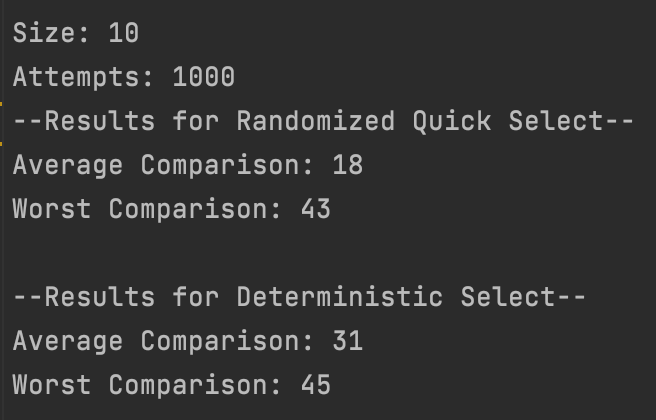 Size: 10
Attempts: 1000
--Results for Randomized Quick Select--
Average Comparison: 18
Worst Comparison: 43
--Results for Deterministic Select--
Average Comparison: 31
Worst Comparison: 45